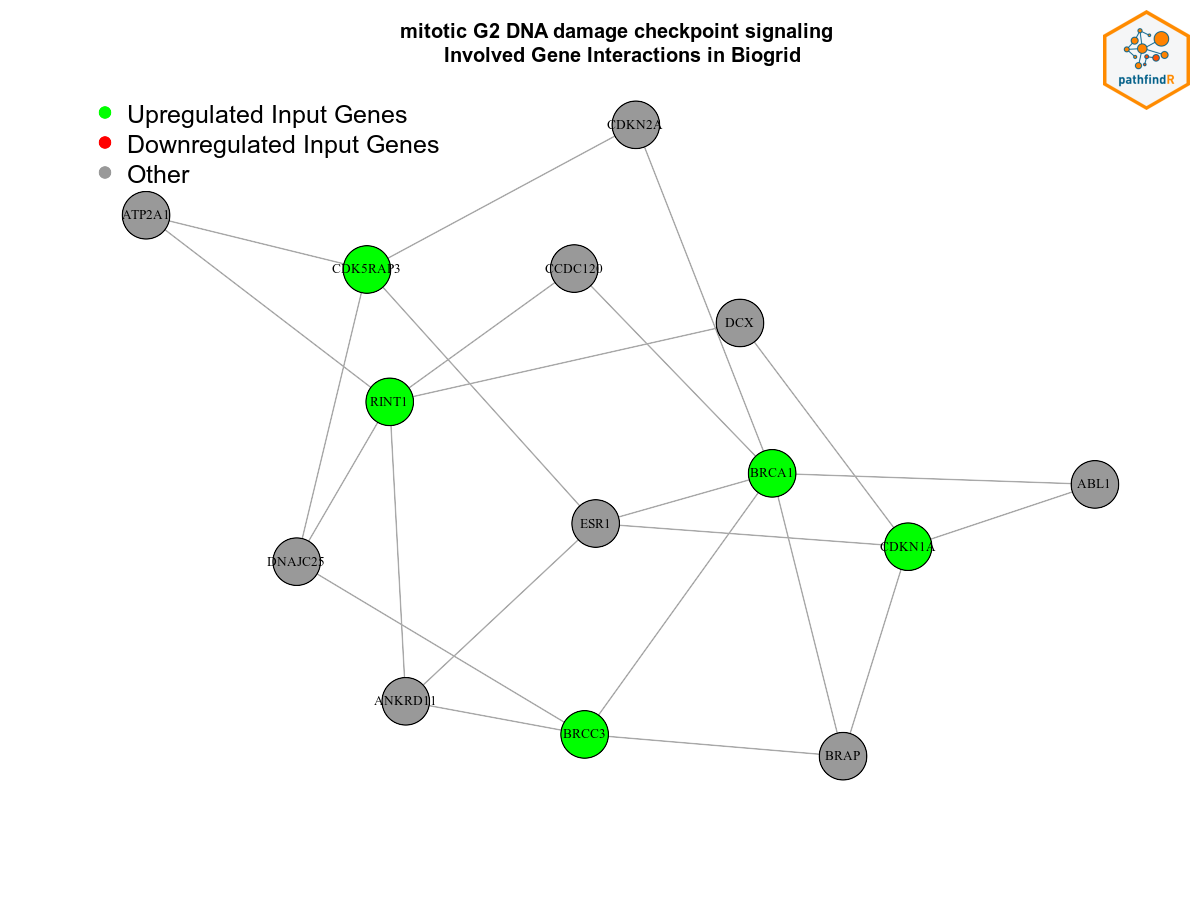 mitotic G2 DNA damage checkpoint signaling
Involved Gene Interactions in Biogrid
pathfindR
Upregulated Input Genes
Downregulated Input Genes
Other
CDKN2A
ATP2A1
CDK5RAP3
CCDC120
DCX
RINT1
BRCA1
ABL1
ESR1
CDKN1A
DNAJC25
ANKRD11
BRCC3
BRAP